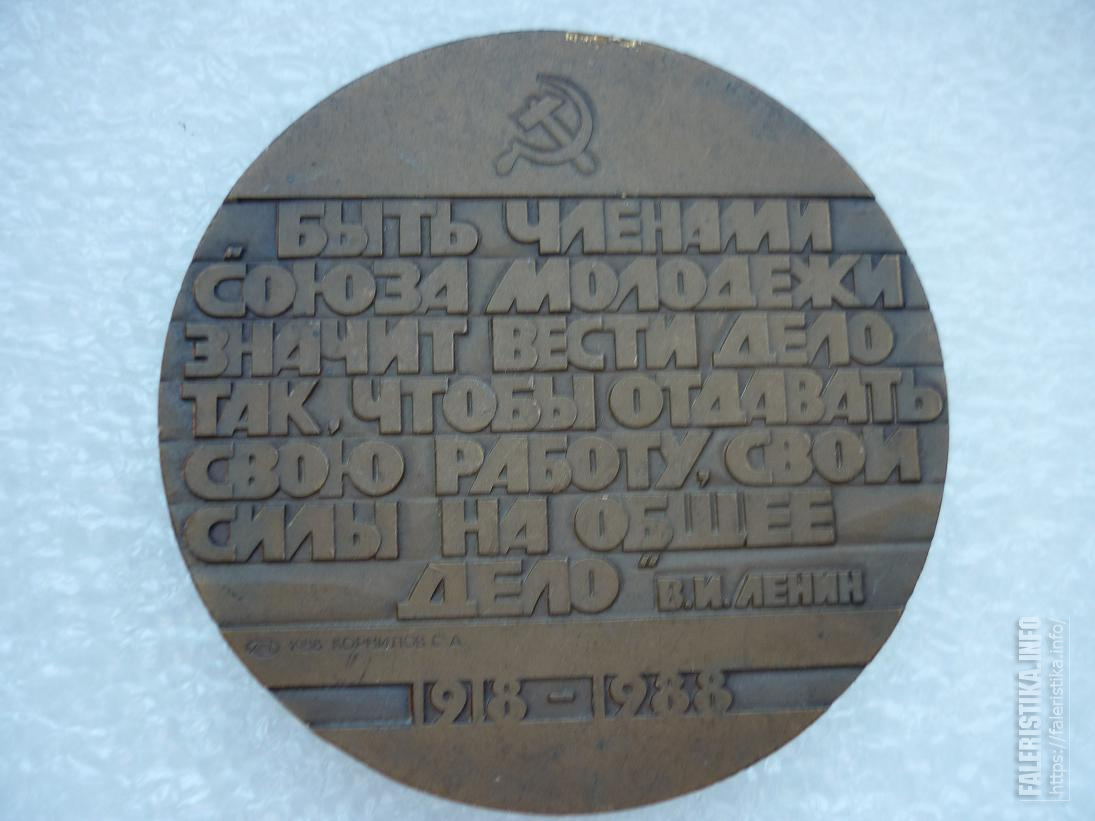 БЫТЬ ЧЛЕНАМИ
"СОЮЗА МОЛОДЕЖИ
ЗНАЧИТ ВЕСТИ ДЕЛО
ТАК, ЧТОБЫ ОТДАВАТЬ
СВОЮ РАБОТУ, СВОИ
СИЛЫ НА ОБЩЕЕ
ДЕЛО" В.И. ЛЕНИН
1988 КОРНИЛОВ С.А.
1918-1988
FALERISTIKA.INFO
https://faleristika.info/